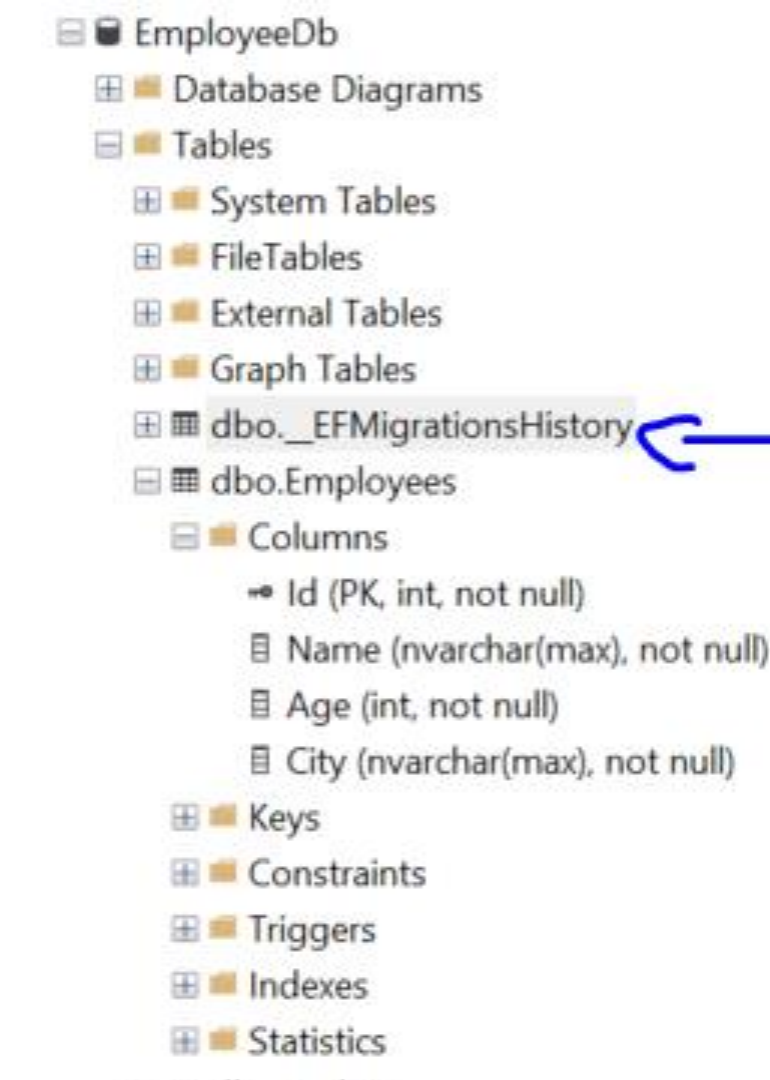 EmployeeDb
Database Diagrams
Tables
System Tables
FileTables
External Tables
Graph Tables
dbo.__EFMigrationsHistory
dbo.Employees
Columns
Id (PK, int, not null)
Name (nvarchar(max), not null)
Age (int, not null)
City (nvarchar(max), not null)
Keys
Constraints
Triggers
Indexes
Statistics